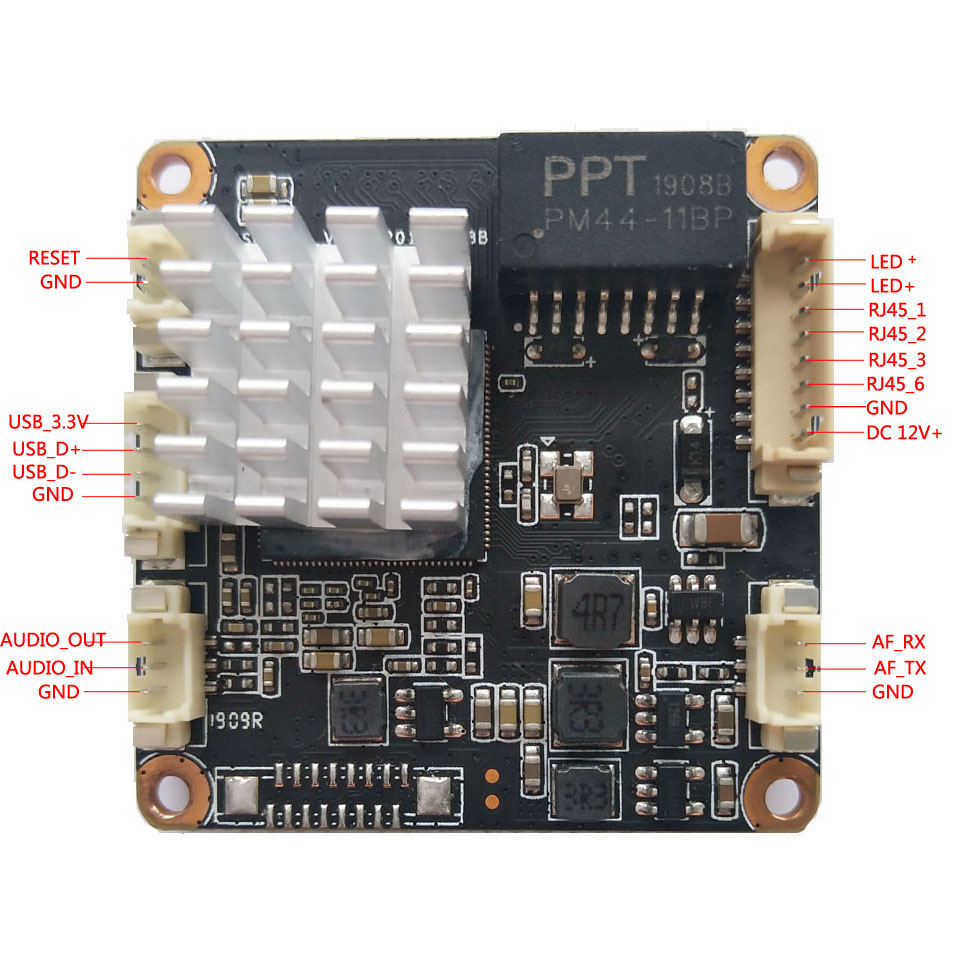 PPT 1908B
PM44-11BP
RESET
GND
USB_3.3V
USB_D+
USB_D-
GND
AUDIO_OUT
AUDIO_IN
GND
LED +
LED+
RJ45_1
RJ45_2
RJ45_3
RJ45_6
GND
DC 12V+
AF_RX
AF_TX
GND
4R7
3R3
3R3
1909R